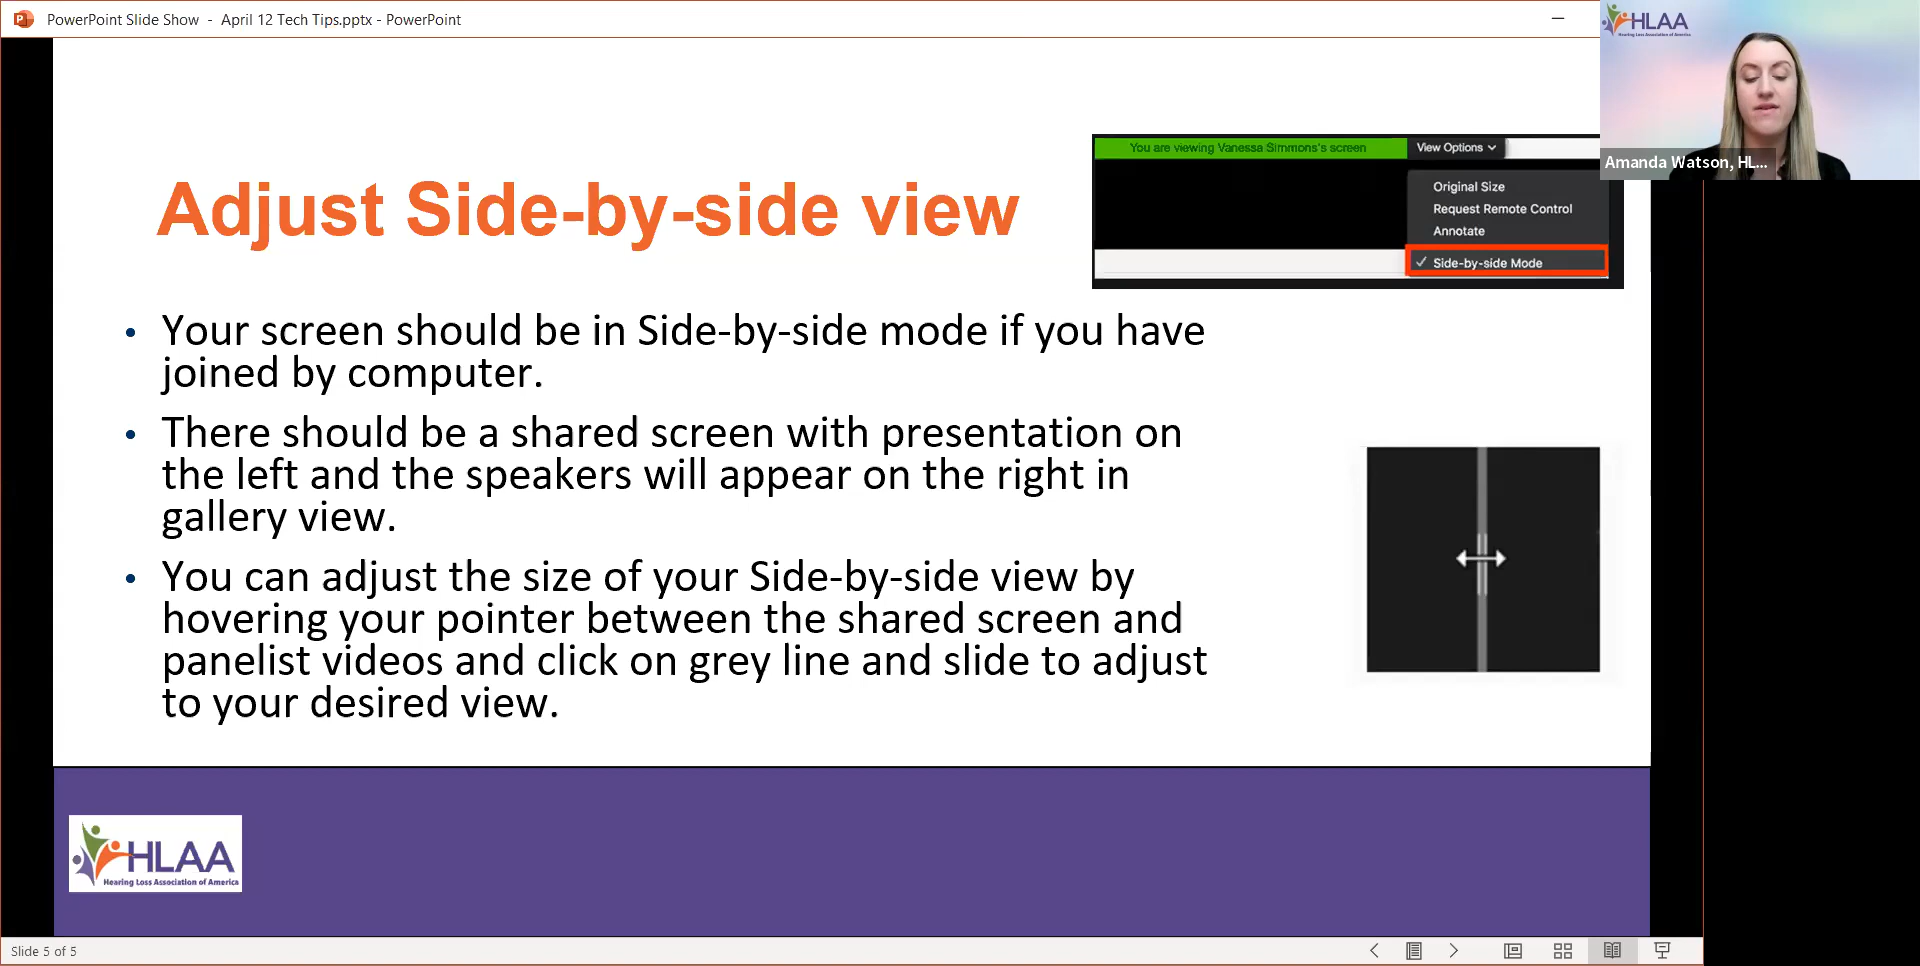 PowerPoint Slide Show - April 12 Tech Tips.pptx - PowerPoint
HLAA
Hearing Loss Association of America
Amanda Watson, HL...
You are viewing Vanessa Simmons's screen
View Options
Original Size
Request Remote Control
Annotate
Side-by-side Mode
Adjust Side-by-side view
• Your screen should be in Side-by-side mode if you have
joined by computer.
• There should be a shared screen with presentation on
the left and the speakers will appear on the right in
gallery view.
• You can adjust the size of your Side-by-side view by
hovering your pointer between the shared screen and
panelist videos and click on grey line and slide to adjust
to your desired view.
HLAA
Hearing Loss Association of America
Slide 5 of 5